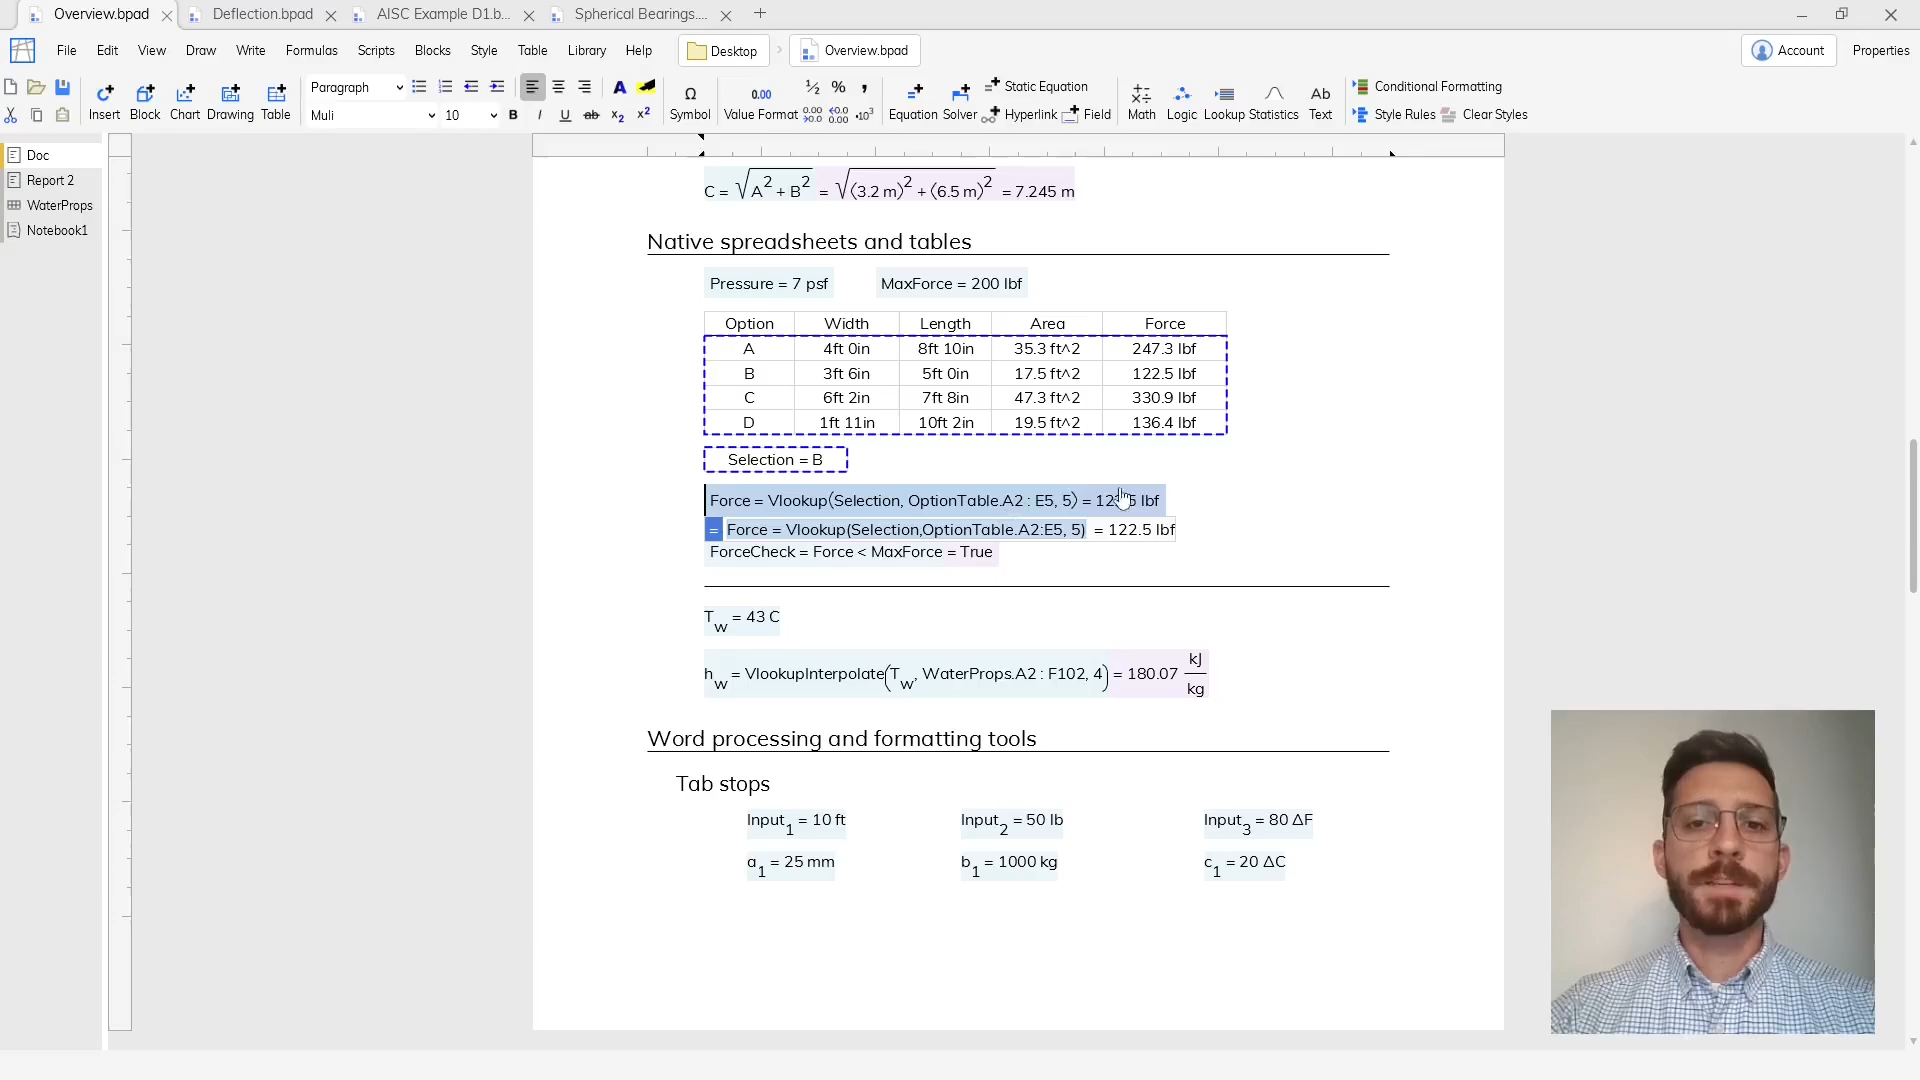 Overview.bpad
Deflection.bpad
AISC Example D1.b...
Spherical Bearings....
File Edit View Draw Write Formulas Scripts Blocks Style Table Library Help Desktop Overview.bpad Account Properties
Paragraph
Static Equation
Conditional Formatting
Insert Block Chart Drawing Table
Muli 10 B I U ab x2 x2
Symbol Value Format
Equation Solver Hyperlink Field
Math Logic Lookup Statistics Text
Style Rules Clear Styles
Doc
Report 2
WaterProps
Notebook1
C = √A2 + B2 = √(3.2 m)2 + (6.5 m)2 = 7.245 m
Native spreadsheets and tables
Pressure = 7 psf MaxForce = 200 lbf
Option Width Length Area Force
A 4ft 0in 8ft 10in 35.3 ft^2 247.3 lbf
B 3ft 6in 5ft 0in 17.5 ft^2 122.5 lbf
C 6ft 2in 7ft 8in 47.3 ft^2 330.9 lbf
D 1ft 11in 10ft 2in 19.5 ft^2 136.4 lbf
Selection = B
Force = Vlookup(Selection, OptionTable.A2 : E5, 5) = 122.5 lbf
= Force = Vlookup(Selection,OptionTable.A2:E5, 5) = 122.5 lbf
ForceCheck = Force < MaxForce = True
Tw = 43 C
hw = VlookupInterpolate(Tw, WaterProps.A2 : F102, 4) = 180.07 kJ/kg
Word processing and formatting tools
Tab stops
Input1 = 10 ft Input2 = 50 lb Input3 = 80 ΔF
a1 = 25 mm b1 = 1000 kg c1 = 20 ΔC